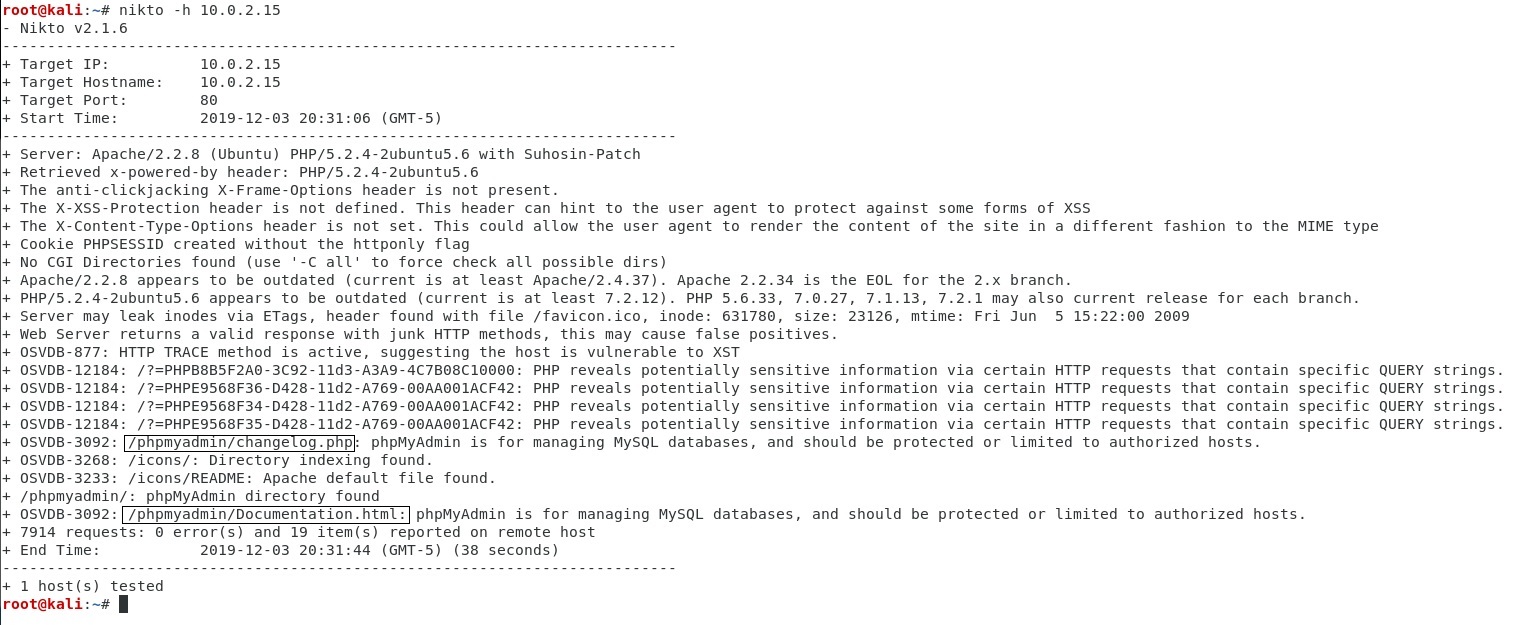 root@kali:~# nikto -h 10.0.2.15
- Nikto v2.1.6
---------------------------------------------------------------------------
+ Target IP:          10.0.2.15
+ Target Hostname:    10.0.2.15
+ Target Port:        80
+ Start Time:         2019-12-03 20:31:06 (GMT-5)
---------------------------------------------------------------------------
+ Server: Apache/2.2.8 (Ubuntu) PHP/5.2.4-2ubuntu5.6 with Suhosin-Patch
+ Retrieved x-powered-by header: PHP/5.2.4-2ubuntu5.6
+ The anti-clickjacking X-Frame-Options header is not present.
+ The X-XSS-Protection header is not defined. This header can hint to the user agent to protect against some forms of XSS
+ The X-Content-Type-Options header is not set. This could allow the user agent to render the content of the site in a different fashion to the MIME type
+ Cookie PHPSESSID created without the httponly flag
+ No CGI Directories found (use '-C all' to force check all possible dirs)
+ Apache/2.2.8 appears to be outdated (current is at least Apache/2.4.37). Apache 2.2.34 is the EOL for the 2.x branch.
+ PHP/5.2.4-2ubuntu5.6 appears to be outdated (current is at least 7.2.12). PHP 5.6.33, 7.0.27, 7.1.13, 7.2.1 may also current release for each branch.
+ Server may leak inodes via ETags, header found with file /favicon.ico, inode: 631780, size: 23126, mtime: Fri Jun  5 15:22:00 2009
+ Web Server returns a valid response with junk HTTP methods, this may cause false positives.
+ OSVDB-877: HTTP TRACE method is active, suggesting the host is vulnerable to XST
+ OSVDB-12184: /?=PHPB8B5F2A0-3C92-11d3-A3A9-4C7B08C10000: PHP reveals potentially sensitive information via certain HTTP requests that contain specific QUERY strings.
+ OSVDB-12184: /?=PHPE9568F36-D428-11d2-A769-00AA001ACF42: PHP reveals potentially sensitive information via certain HTTP requests that contain specific QUERY strings.
+ OSVDB-12184: /?=PHPE9568F34-D428-11d2-A769-00AA001ACF42: PHP reveals potentially sensitive information via certain HTTP requests that contain specific QUERY strings.
+ OSVDB-12184: /?=PHPE9568F35-D428-11d2-A769-00AA001ACF42: PHP reveals potentially sensitive information via certain HTTP requests that contain specific QUERY strings.
+ OSVDB-3092: /phpmyadmin/changelog.php: phpMyAdmin is for managing MySQL databases, and should be protected or limited to authorized hosts.
+ OSVDB-3268: /icons/: Directory indexing found.
+ OSVDB-3233: /icons/README: Apache default file found.
+ /phpmyadmin/: phpMyAdmin directory found
+ OSVDB-3092: /phpmyadmin/Documentation.html: phpMyAdmin is for managing MySQL databases, and should be protected or limited to authorized hosts.
+ 7914 requests: 0 error(s) and 19 item(s) reported on remote host
+ End Time:           2019-12-03 20:31:44 (GMT-5) (38 seconds)
---------------------------------------------------------------------------
+ 1 host(s) tested
root@kali:~#